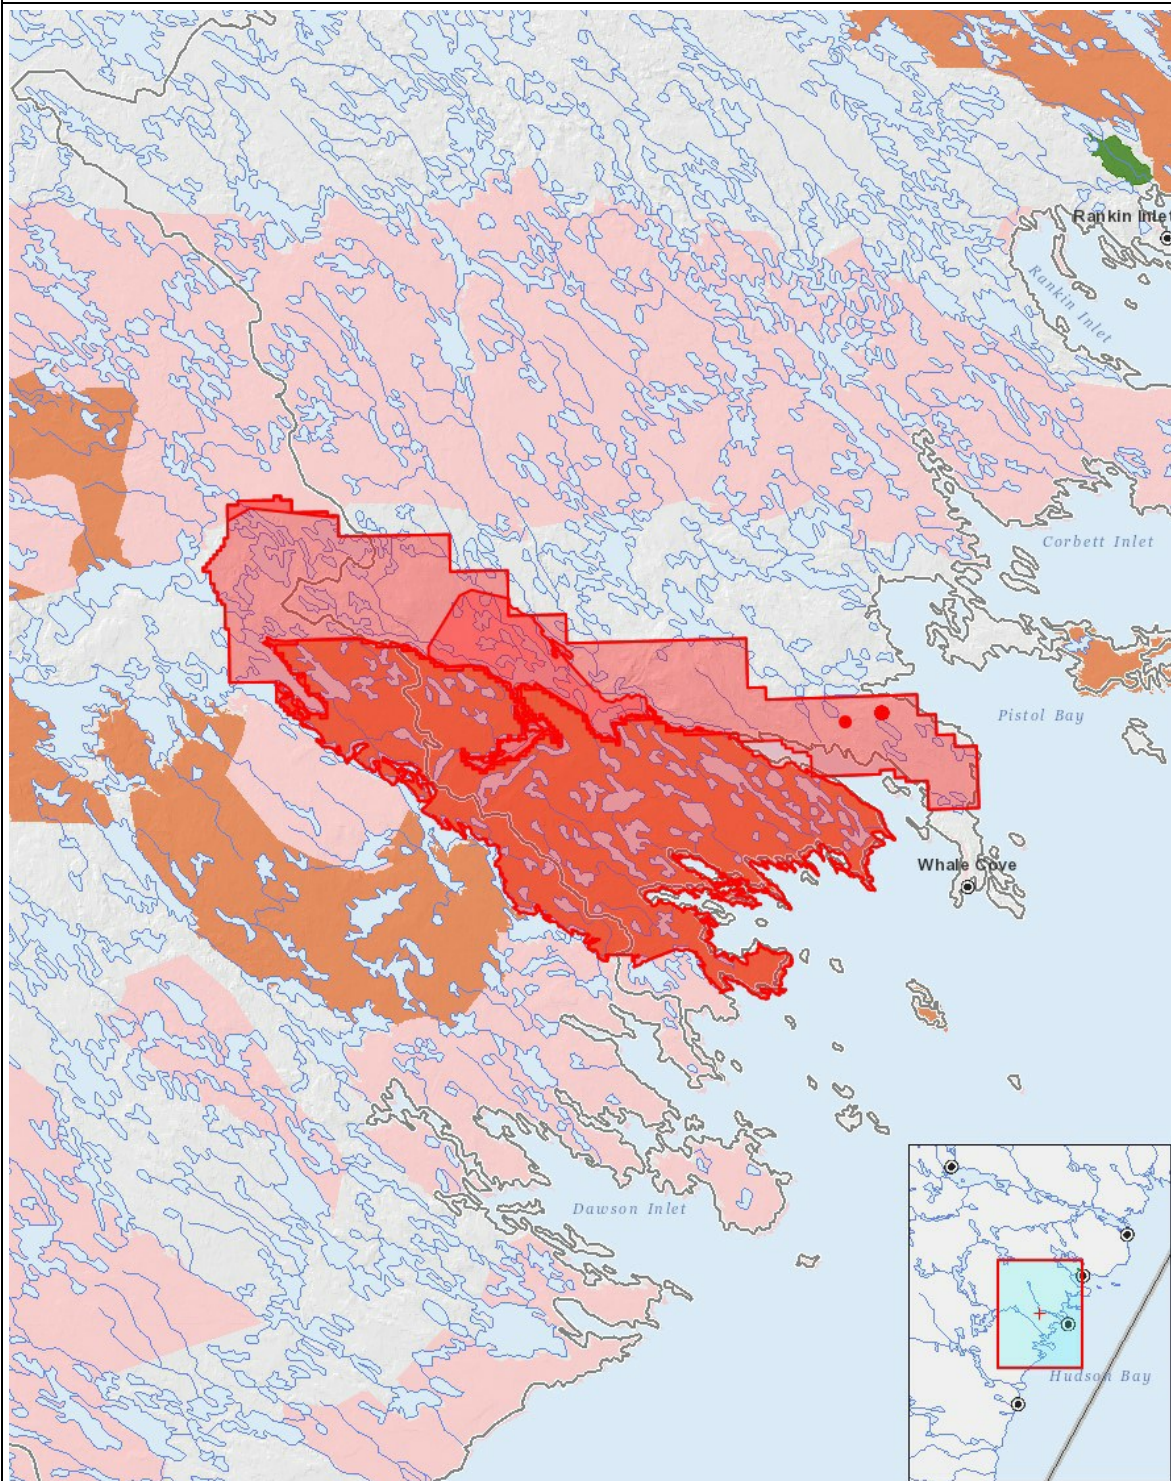 Rankin Inlet
Rankin Inlet
Corbett Inlet
Pistol Bay
Whale Cove
Dawson Inlet
Hudson Bay